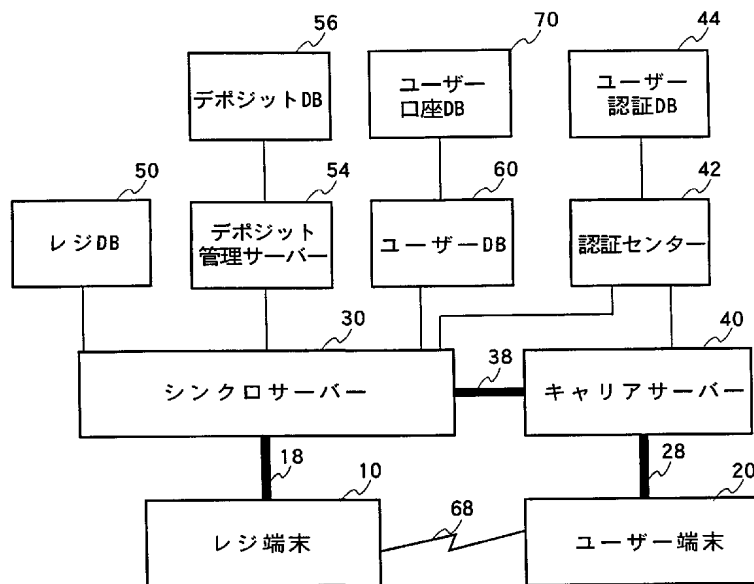 56
70
44
デポジットDB
ユーザー
口座DB
ユーザー
認証DB
50
54
60
42
レジDB
デポジット
管理サーバー
ユーザーDB
認証センター
30
40
シンクロサーバー
38
キャリアサーバー
18
10
28
20
レジ端末
68
ユーザー端末